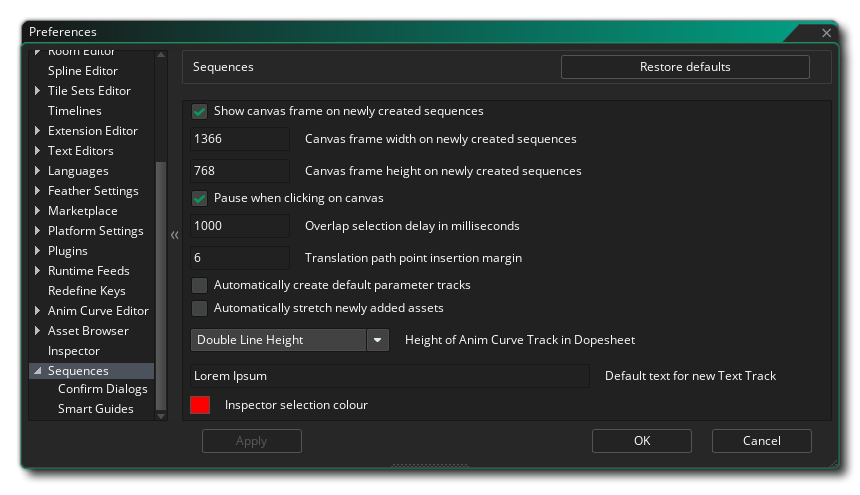 Preferences
Room Editor
Spline Editor
Tile Sets Editor
Timelines
Extension Editor
Text Editors
Languages
Feather Settings
Marketplace
Platform Settings
Plugins
Runtime Feeds
Redefine Keys
Anim Curve Editor
Asset Browser
Inspector
Sequences
Confirm Dialogs
Smart Guides
Sequences
Restore defaults
Show canvas frame on newly created sequences
1366 Canvas frame width on newly created sequences
768 Canvas frame height on newly created sequences
Pause when clicking on canvas
1000 Overlap selection delay in milliseconds
6 Translation path point insertion margin
Automatically create default parameter tracks
Automatically stretch newly added assets
Double Line Height Height of Anim Curve Track in Dopesheet
Lorem Ipsum Default text for new Text Track
Inspector selection colour
Apply OK Cancel